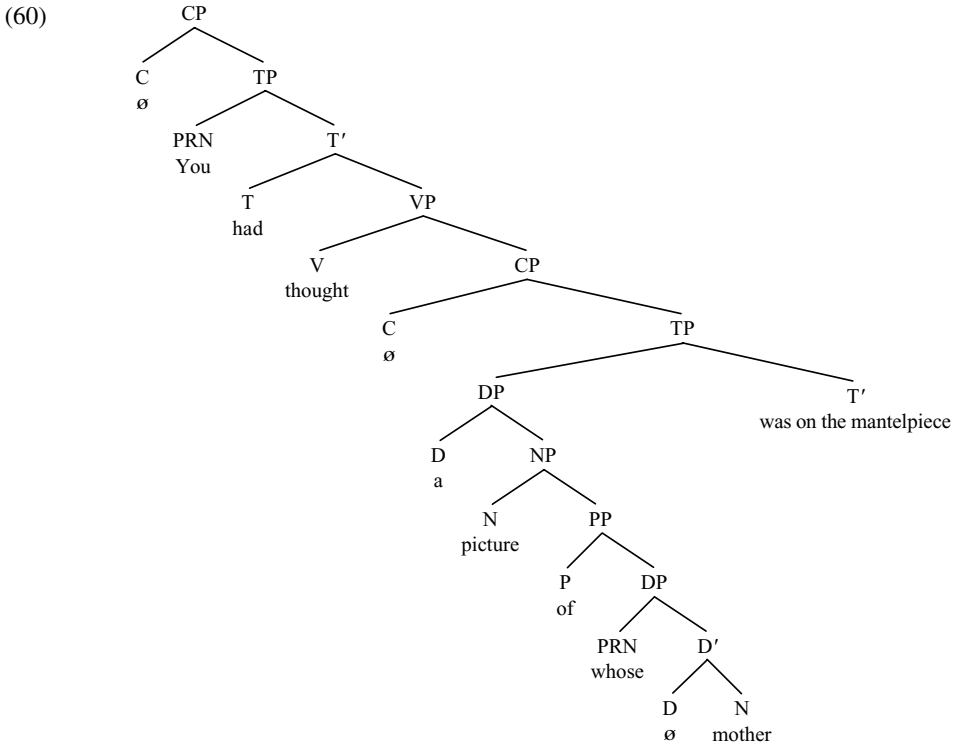 (60)
CP
C TP
ø
PRN T′
You
T VP
had
V CP
thought
C TP
ø
DP T′
was on the mantelpiece
D NP
a
N PP
picture
P DP
of
PRN D′
whose
D N
ø mother